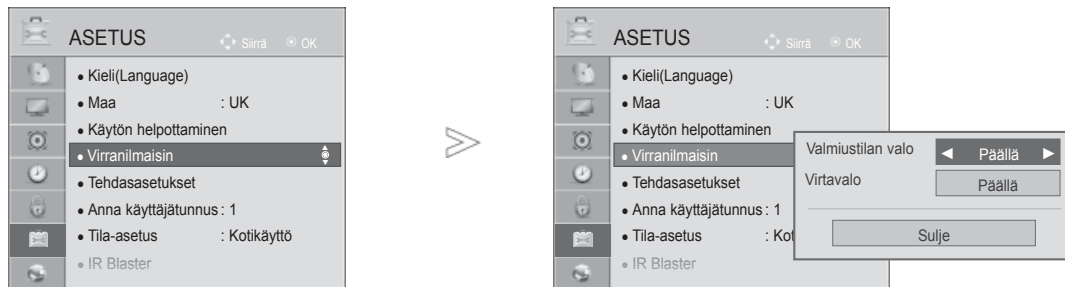 ASETUS Siirrä OK
• Kieli(Language)
• Maa : UK
• Käytön helpottaminen
• Virranilmaisin
• Tehdasasetukset
• Anna käyttäjätunnus : 1
• Tila-asetus : Kotikäyttö
• IR Blaster
ASETUS Siirrä OK
• Kieli(Language)
• Maa : UK
• Käytön helpottaminen
• Virranilmaisin
• Tehdasasetukset
• Anna käyttäjätunnus : 1
• Tila-asetus : Kot
• IR Blaster
Valmiustilan valo ◀ Päällä ▶
Virtavalo Päällä
Sulje